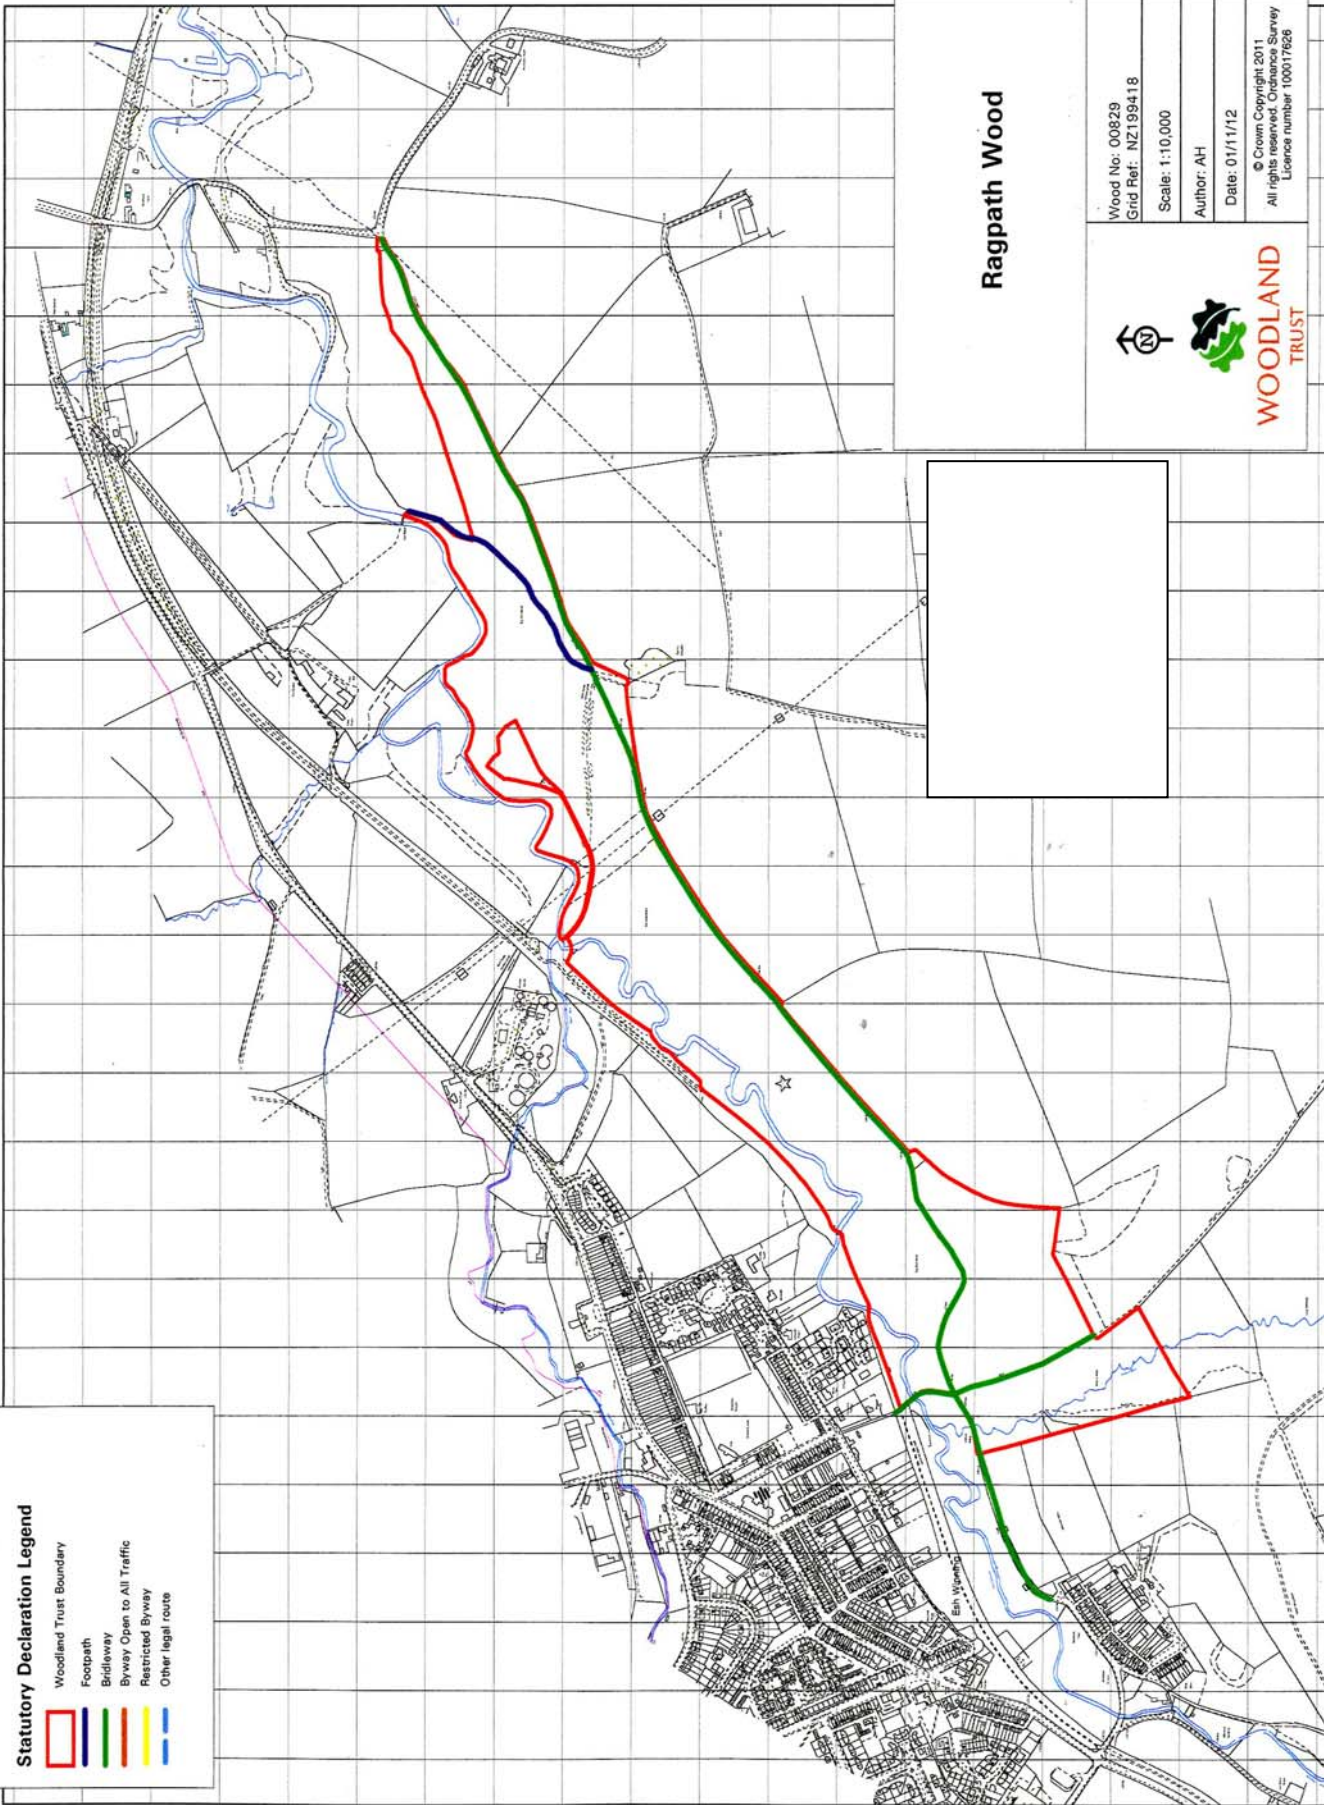 Statutory Declaration Legend
Woodland Trust Boundary
Footpath
Bridleway
Byway Open to All Traffic
Restricted Byway
Other legal route
Esh Winning
Ragpath Wood
N
WOODLAND
TRUST
Wood No: 00829
Grid Ref: NZ199418
Scale: 1:10,000
Author: AH
Date: 01/11/12
© Crown Copyright 2011
All rights reserved. Ordnance Survey
Licence number 100017626